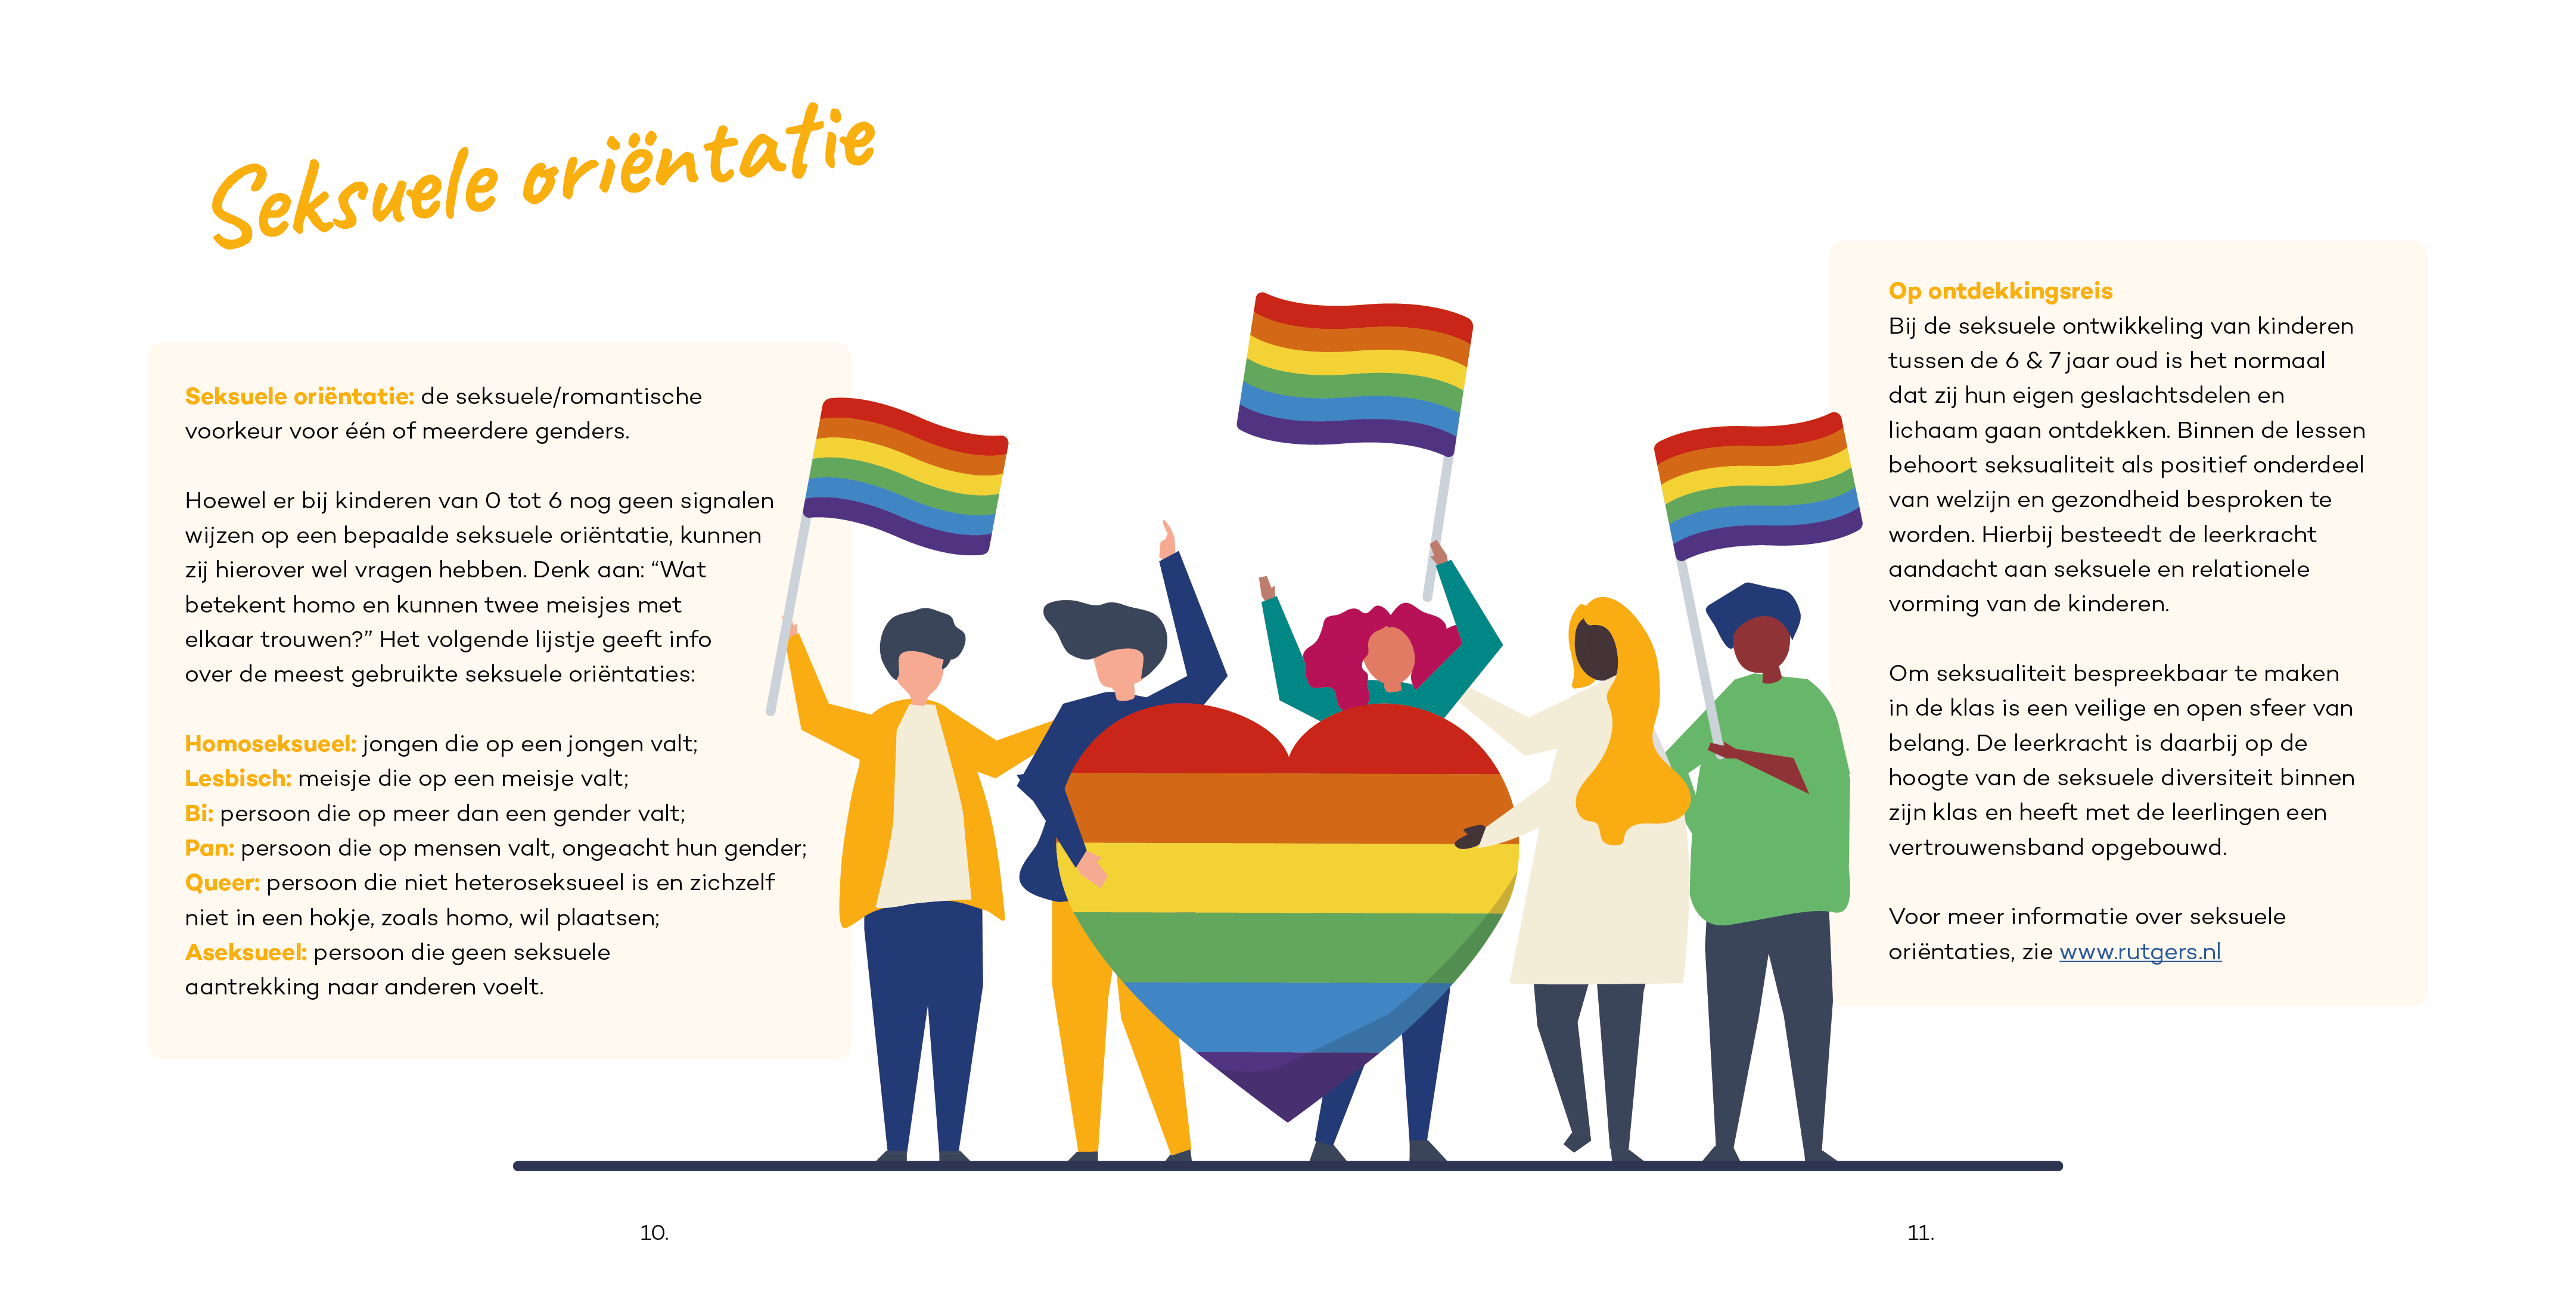 Seksuele oriëntatie
Seksuele oriëntatie: de seksuele/romantische
voorkeur voor één of meerdere genders.
Hoewel er bij kinderen van 0 tot 6 nog geen signalen
wijzen op een bepaalde seksuele oriëntatie, kunnen
zij hierover wel vragen hebben. Denk aan: “Wat
betekent homo en kunnen twee meisjes met
elkaar trouwen?” Het volgende lijstje geeft info
over de meest gebruikte seksuele oriëntaties:
Homoseksueel: jongen die op een jongen valt;
Lesbisch: meisje die op een meisje valt;
Bi: persoon die op meer dan een gender valt;
Pan: persoon die op mensen valt, ongeacht hun gender;
Queer: persoon die niet heteroseksueel is en zichzelf
niet in een hokje, zoals homo, wil plaatsen;
Aseksueel: persoon die geen seksuele
aantrekking naar anderen voelt.
10.
Op ontdekkingsreis
Bij de seksuele ontwikkeling van kinderen
tussen de 6 & 7 jaar oud is het normaal
dat zij hun eigen geslachtsdelen en
lichaam gaan ontdekken. Binnen de lessen
behoort seksualiteit als positief onderdeel
van welzijn en gezondheid besproken te
worden. Hierbij besteedt de leerkracht
aandacht aan seksuele en relationele
vorming van de kinderen.
Om seksualiteit bespreekbaar te maken
in de klas is een veilige en open sfeer van
belang. De leerkracht is daarbij op de
hoogte van de seksuele diversiteit binnen
zijn klas en heeft met de leerlingen een
vertrouwensband opgebouwd.
Voor meer informatie over seksuele
oriëntaties, zie www.rutgers.nl
11.